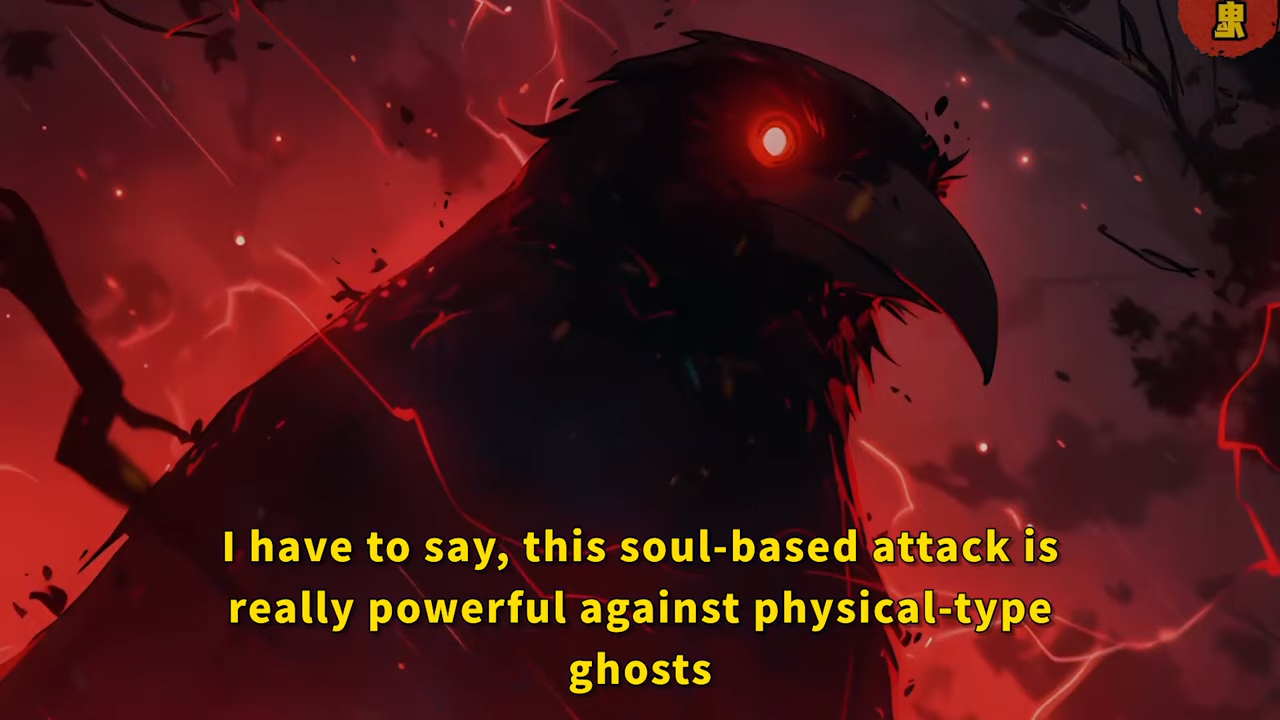 I have to say, this soul-based attack is
really powerful against physical-type
ghosts